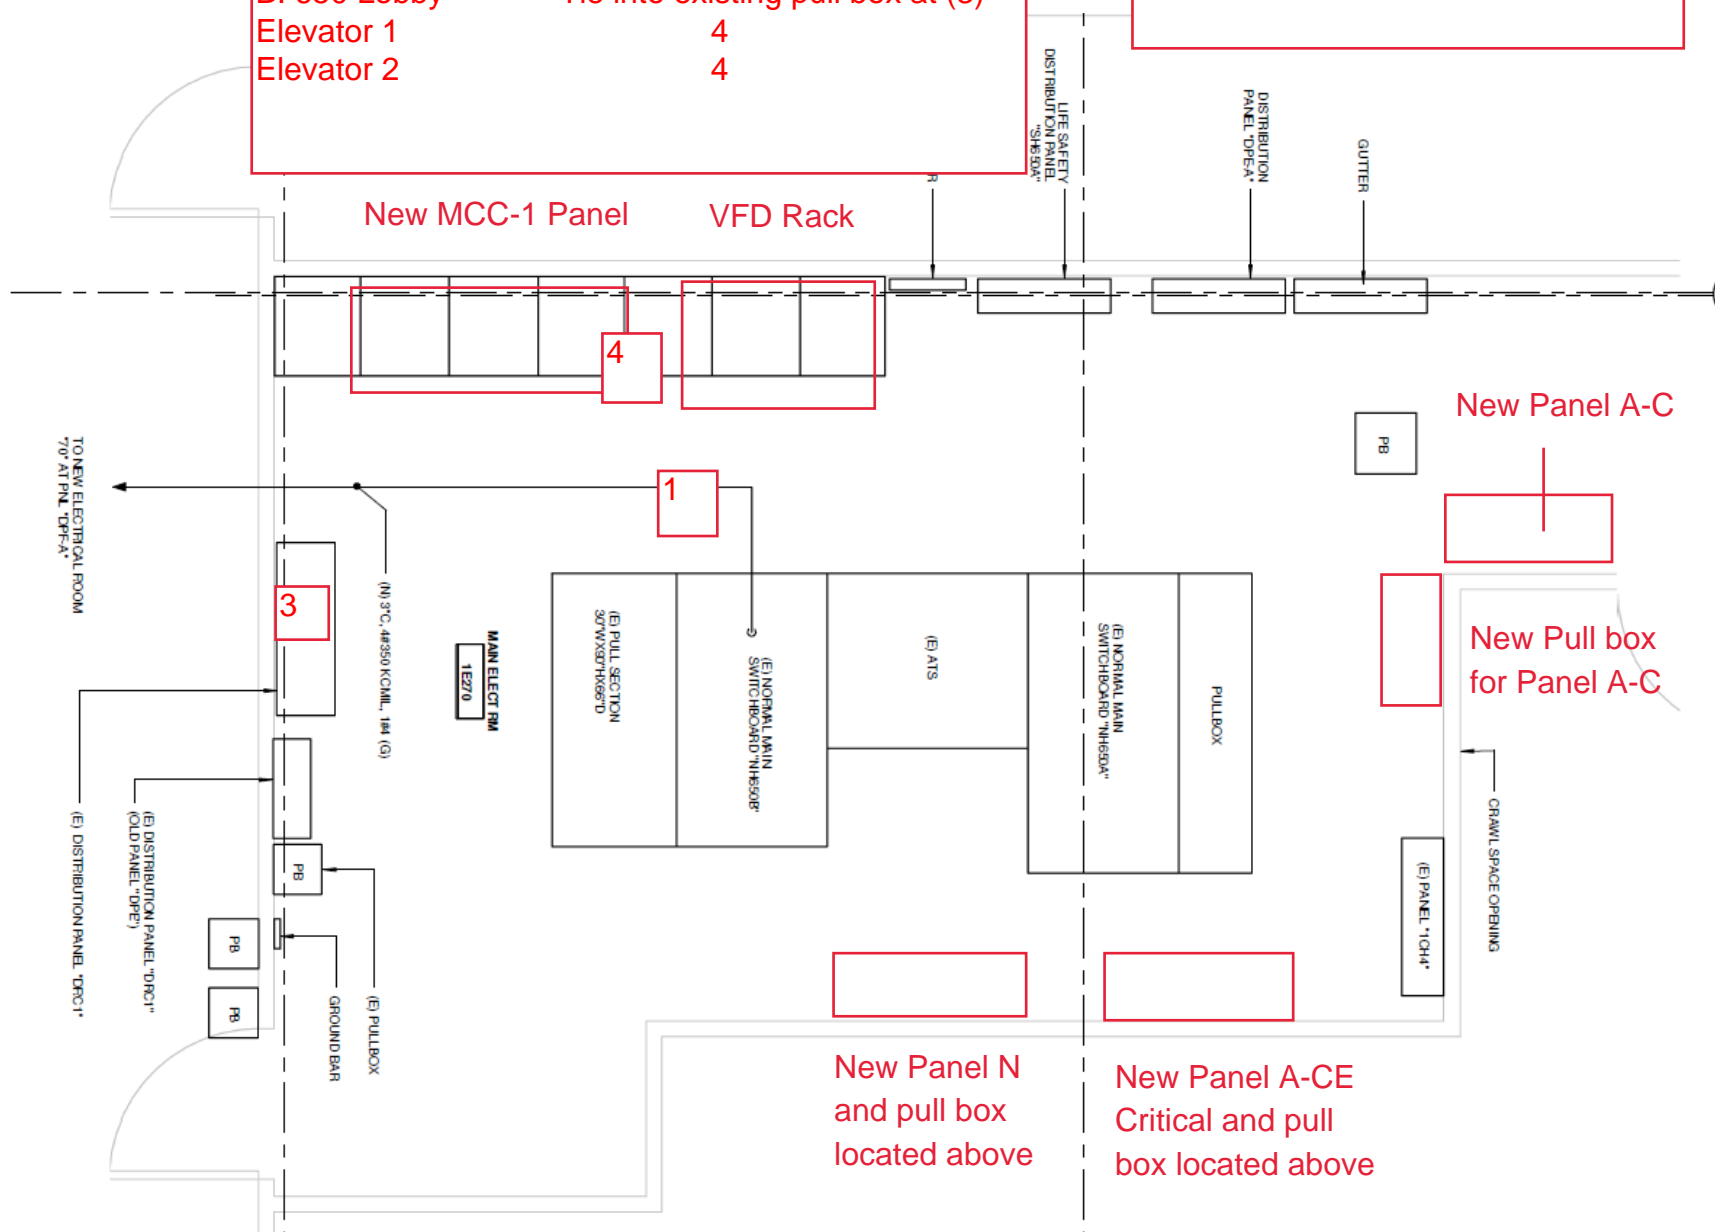 Elevator 1 4
Elevator 2 4
New MCC-1 Panel
VFD Rack
R
LIFE SAFETY
DISTRIBUTION PANEL
"SH650A"
DISTRIBUTION
PANEL "DPE-A"
GUTTER
4
PB
New Panel A-C
1
TO NEW ELECTRICAL ROOM
"70" AT PNL "DPF-A"
3
(N) 3"C, 4#350 KCMIL, 1#4 (G)
MAIN ELECT RM
1E270
(E) PULL SECTION
30"WX90"HX66"D
(E) NORMAL MAIN
SWITCHBOARD "NH650B"
(E) ATS
(E) NORMAL MAIN
SWITCHBOARD "NH650A"
PULLBOX
New Pull box
for Panel A-C
CRAWL SPACE OPENING
(E) PANEL "1CH4"
(E) DISTRIBUTION PANEL "DRC1"
(E) DISTRIBUTION PANEL "DRC1"
(OLD PANEL "DPE")
PB
PB
PB
GROUND BAR
(E) PULLBOX
New Panel N
and pull box
located above
New Panel A-CE
Critical and pull
box located above